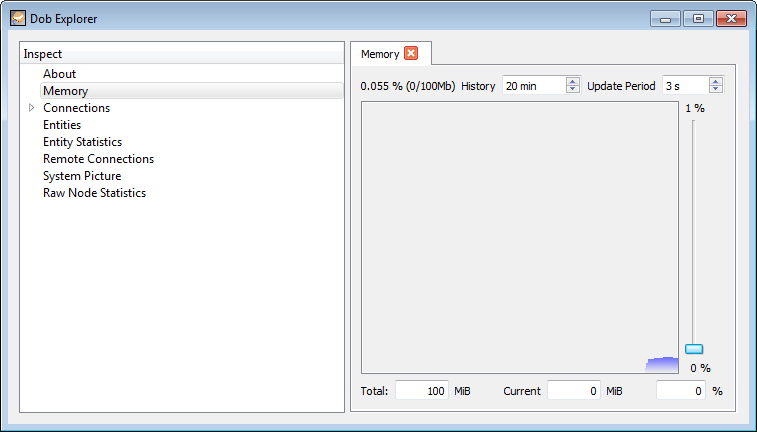 Dob Explorer
Inspect
About
Memory
Connections
Entities
Entity Statistics
Remote Connections
System Picture
Raw Node Statistics
Memory
0.055 % (0/100Mb) History 20 min Update Period 3 s
1 %
0 %
Total: 100 MiB Current 0 MiB 0 %